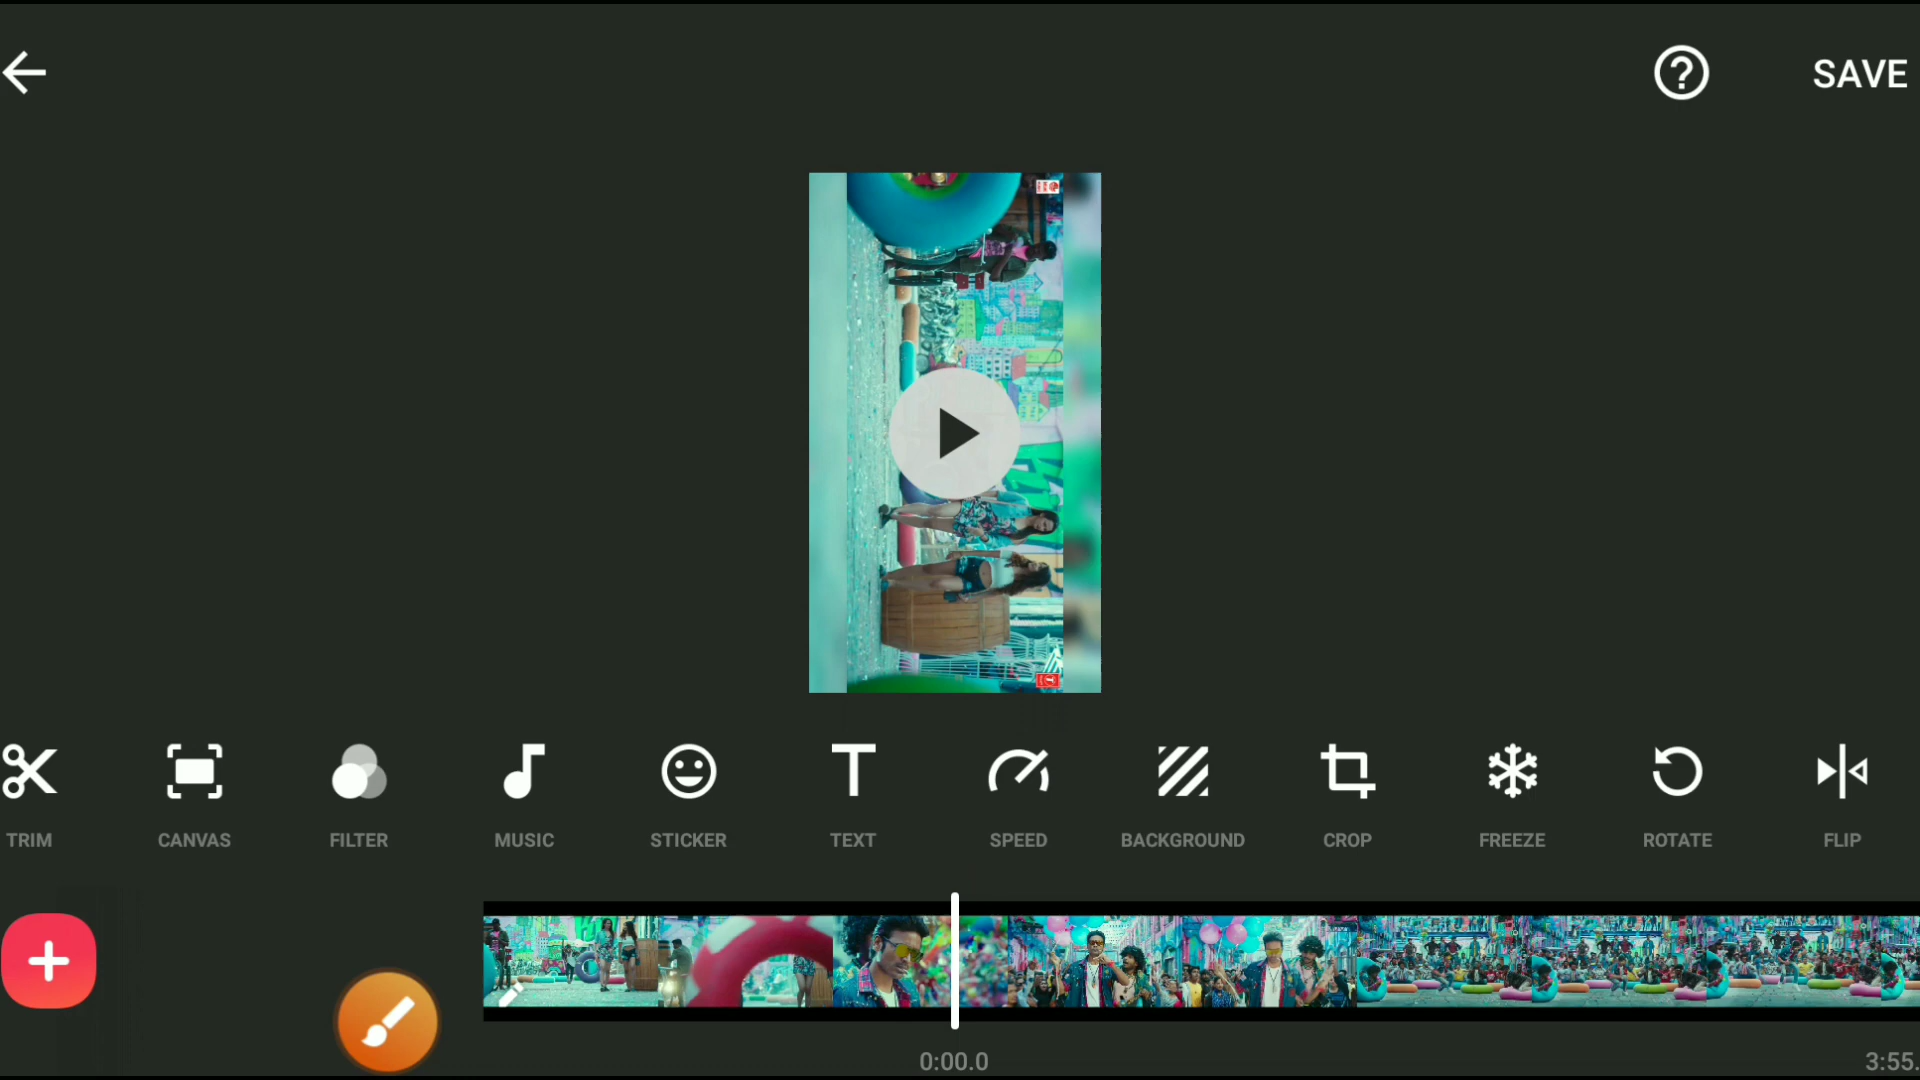 SAVE
TRIM
CANVAS
FILTER
MUSIC
STICKER
TEXT
SPEED
BACKGROUND
CROP
FREEZE
ROTATE
FLIP
0:00.0
3:55.